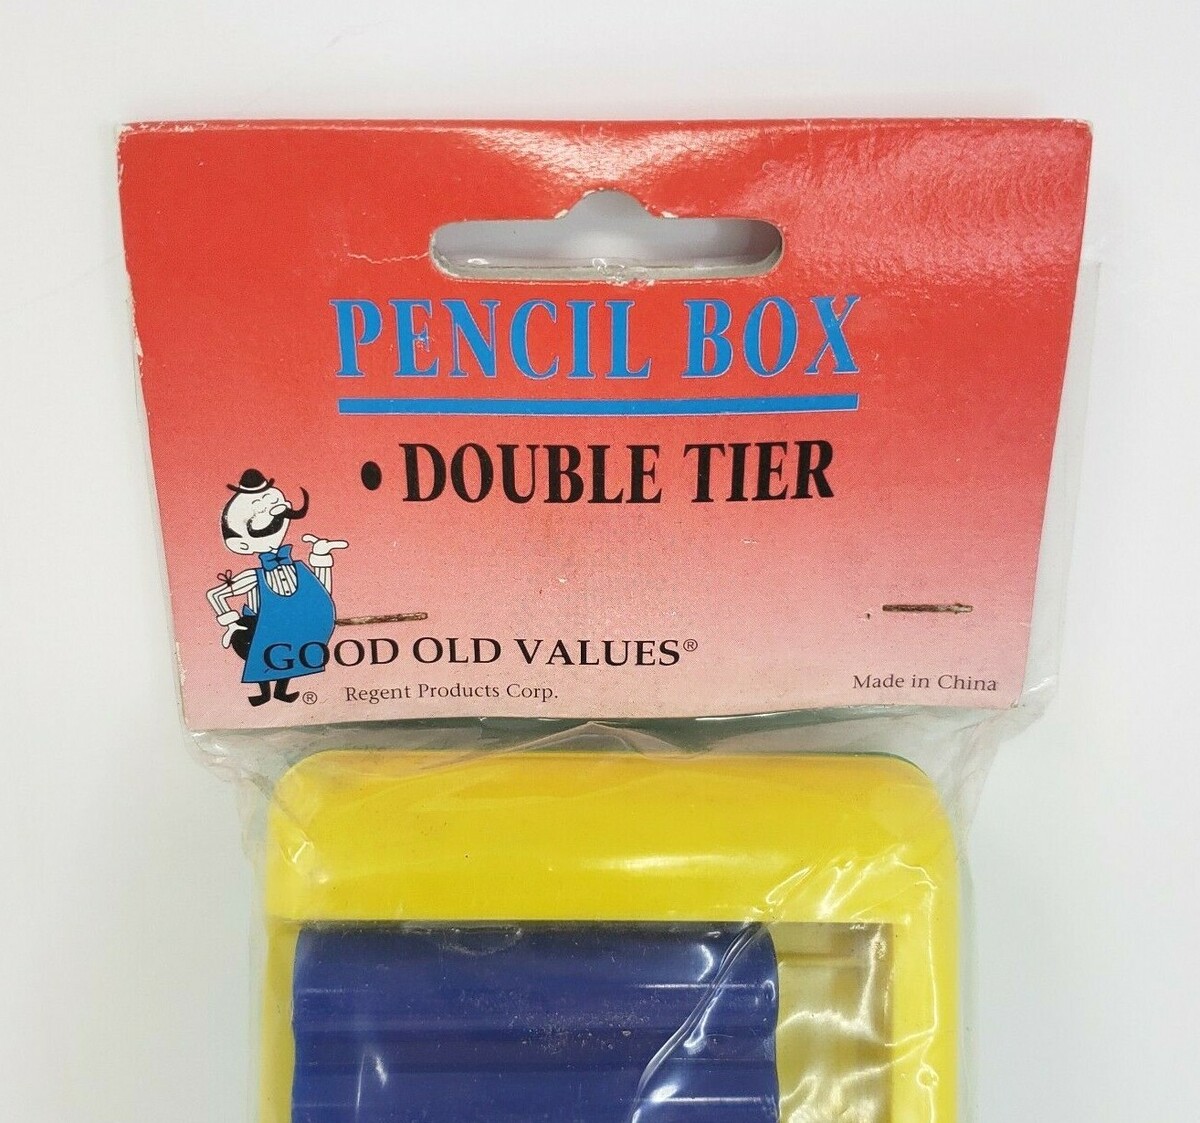 PENCIL BOX
• DOUBLE TIER
GOOD OLD VALUES®
® Regent Products Corp.
Made in China